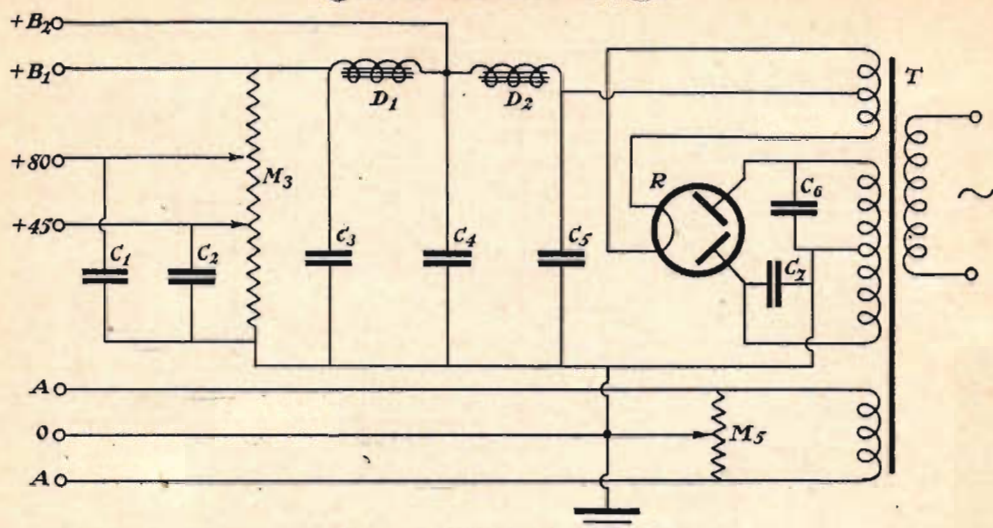 +B₂
+B₁
D₁
D₂
T
+80
M₃
R
C₆
+45
C₁
C₂
C₃
C₄
C₅
C₇
A
0
M₅
A